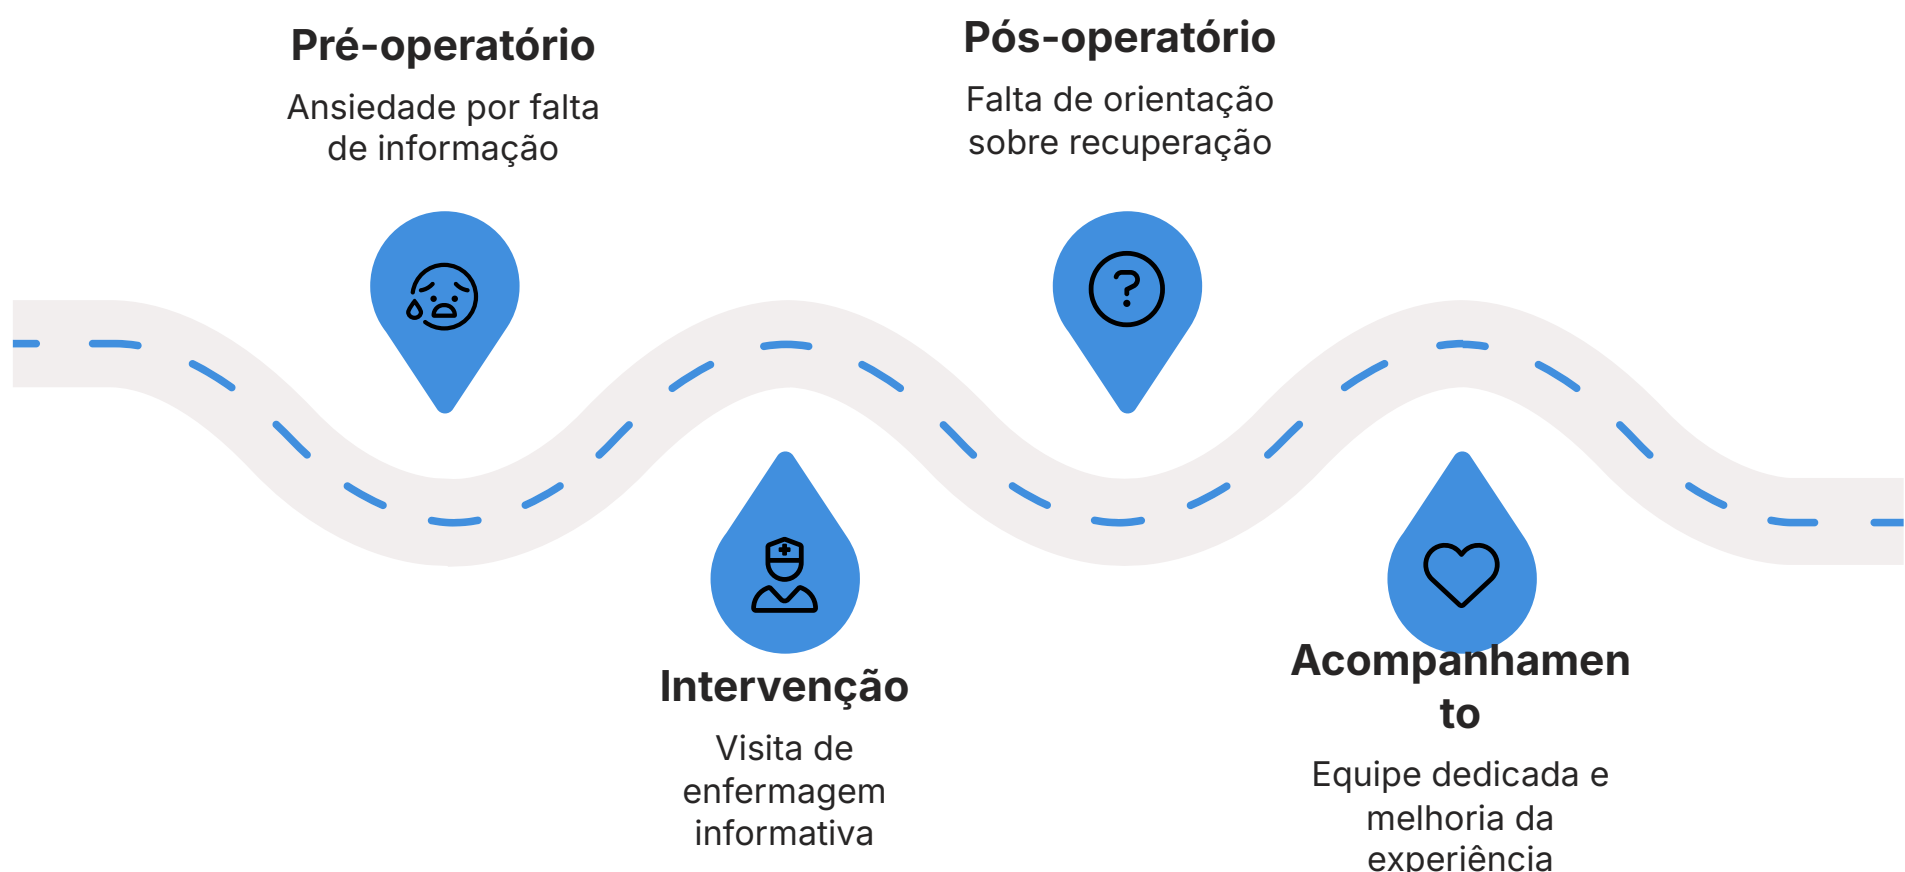 Pré-operatório
Ansiedade por falta
de informação
Pós-operatório
Falta de orientação
sobre recuperação
?
Intervenção
Visita de
enfermagem
informativa
Acompanhamen
to
Equipe dedicada e
melhoria da
experiência